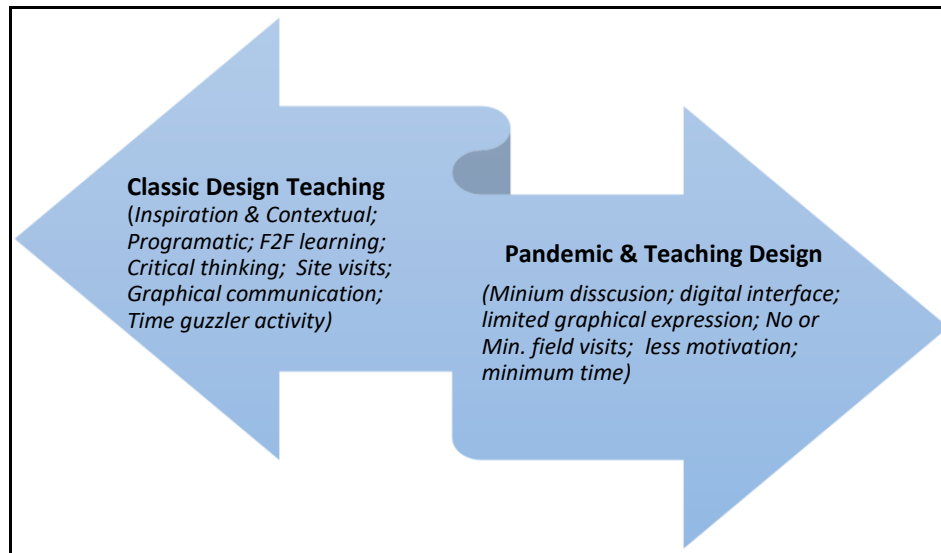 Classic Design Teaching
(Inspiration & Contextual;
Programatic; F2F learning;
Critical thinking; Site visits;
Graphical communication;
Time guzzler activity)
Pandemic & Teaching Design
(Minium disscusion; digital interface;
limited graphical expression; No or
Min. field visits; less motivation;
minimum time)